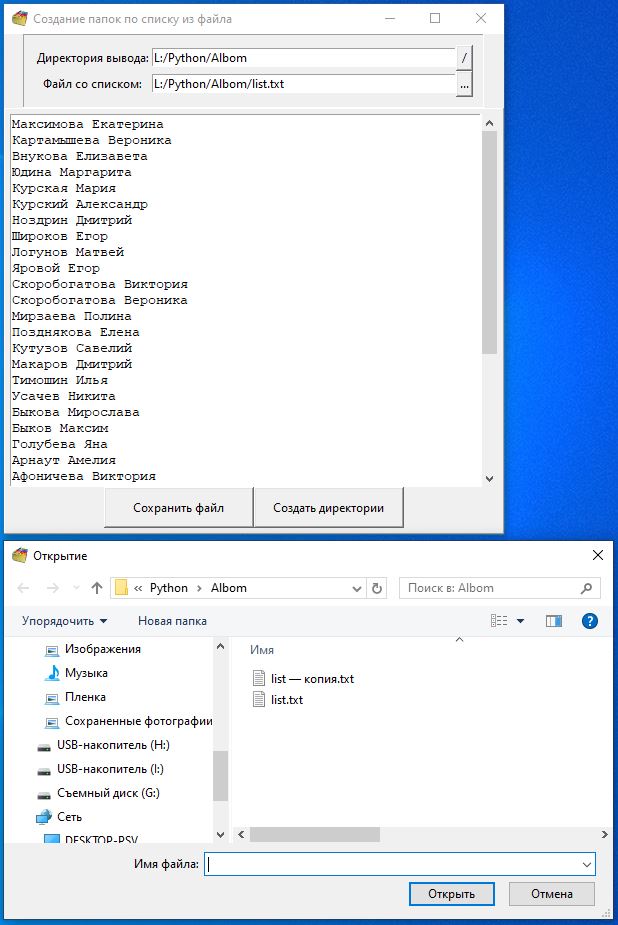 Создание папок по списку из файла
Директория вывода: L:/Python/Albom /
Файл со списком: L:/Python/Albom/list.txt ...
Максимова Екатерина
Картамышева Вероника
Внукова Елизавета
Юдина Маргарита
Курская Мария
Курский Александр
Ноздрин Дмитрий
Широков Егор
Логунов Матвей
Яровой Егор
Скоробогатова Виктория
Скоробогатова Вероника
Мирзаева Полина
Позднякова Елена
Кутузов Савелий
Макаров Дмитрий
Тимошин Илья
Усачев Никита
Быкова Мирослава
Быков Максим
Голубева Яна
Арнаут Амелия
Афоничева Виктория
Сохранить файл Создать директории
Открытие
« Python › Albom Поиск в: Albom
Упорядочить Новая папка ?
Изображения
Музыка
Пленка
Сохраненные фотографии
USB-накопитель (H:)
USB-накопитель (I:)
Съемный диск (G:)
Сеть
DESKTOP-PSV
Имя
list — копия.txt
list.txt
Имя файла:
Открыть Отмена